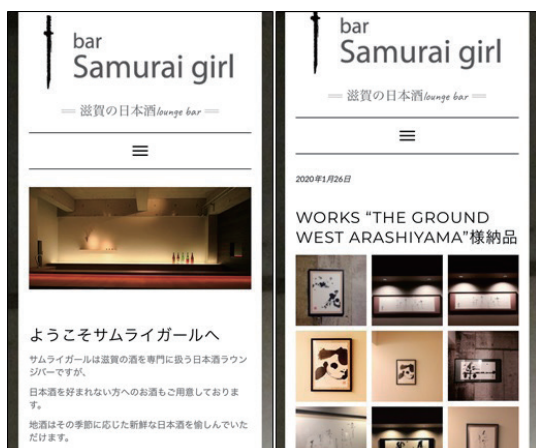 bar
Samurai girl
滋賀の日本酒lounge bar
ようこそサムライガールへ
サムライガールは滋賀の酒を専門に扱う日本酒ラウン
ジバーですが、
日本酒を好まれない方へのお酒もご用意しておりま
す。
地酒はその季節に応じた新鮮な日本酒を愉しんでいた
だけます。
bar
Samurai girl
滋賀の日本酒lounge bar
2020年1月26日
WORKS “THE GROUND
WEST ARASHIYAMA”様納品